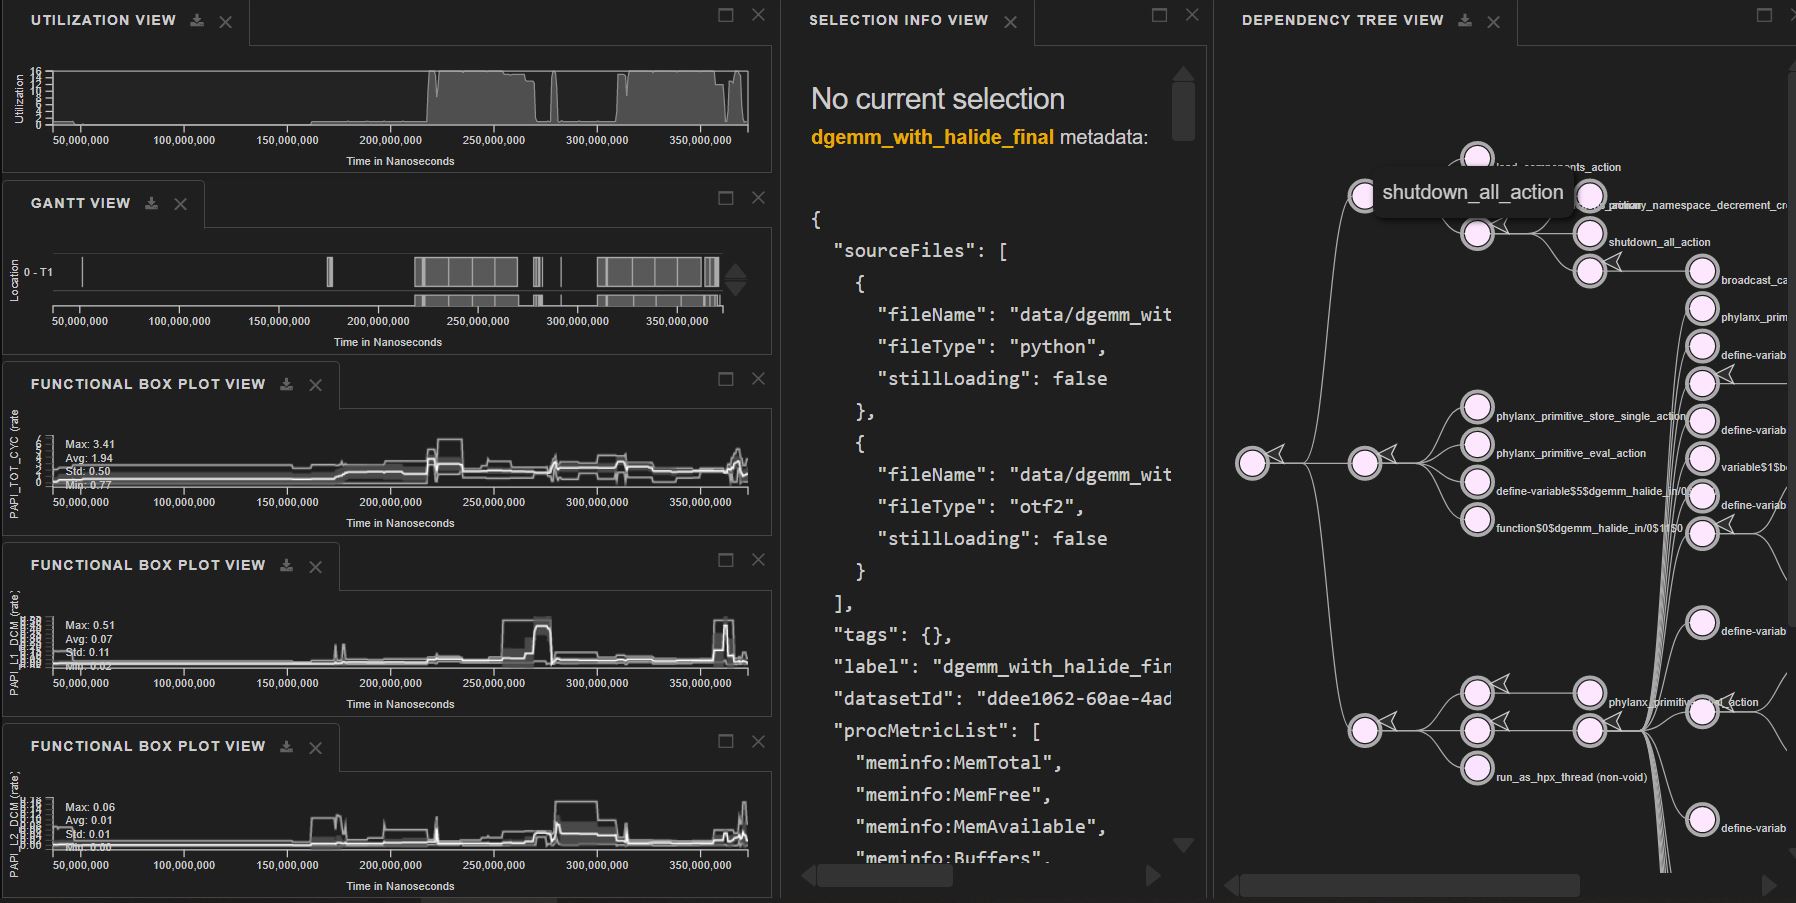 UTILIZATION VIEW
Utilization
16
14
12
10
8
6
4
2
0
50,000,000 100,000,000 150,000,000 200,000,000 250,000,000 300,000,000 350,000,000
Time in Nanoseconds
GANTT VIEW
Location
0 - T1
50,000,000 100,000,000 150,000,000 200,000,000 250,000,000 300,000,000 350,000,000
Time in Nanoseconds
FUNCTIONAL BOX PLOT VIEW
PAPI_TOT_CYC (rate
Max: 3.41
Avg: 1.94
Std: 0.50
Min: 0.77
50,000,000 100,000,000 150,000,000 200,000,000 250,000,000 300,000,000 350,000,000
Time in Nanoseconds
FUNCTIONAL BOX PLOT VIEW
PAPI_L1_DCM (rate)
Max: 0.51
Avg: 0.07
Std: 0.11
Min: 0.02
50,000,000 100,000,000 150,000,000 200,000,000 250,000,000 300,000,000 350,000,000
Time in Nanoseconds
FUNCTIONAL BOX PLOT VIEW
PAPI_L2_DCM (rate)
Max: 0.06
Avg: 0.01
Std: 0.01
Min: 0.00
50,000,000 100,000,000 150,000,000 200,000,000 250,000,000 300,000,000 350,000,000
Time in Nanoseconds
SELECTION INFO VIEW
No current selection
dgemm_with_halide_final metadata:
{
"sourceFiles": [
{
"fileName": "data/dgemm_wit
"fileType": "python",
"stillLoading": false
},
{
"fileName": "data/dgemm_wit
"fileType": "otf2",
"stillLoading": false
}
],
"tags": {},
"label": "dgemm_with_halide_fin
"datasetId": "ddee1062-60ae-4ad
"procMetricList": [
"meminfo:MemTotal",
"meminfo:MemFree",
"meminfo:MemAvailable",
"meminfo:Buffers",
DEPENDENCY TREE VIEW
load_components_action
shutdown_all_action
primary_namespace_decrement_cre
shutdown_all_action
broadcast_ca
phylanx_prim
define-variab
phylanx_primitive_store_single_action
define-variab
phylanx_primitive_eval_action
variable$1$b
define-variable$5$dgemm_halide_in/0$
define-variab
function$0$dgemm_halide_in/0$11$0
define-variab
phylanx_primitive_ _action
run_as_hpx_thread (non-void)
define-variab